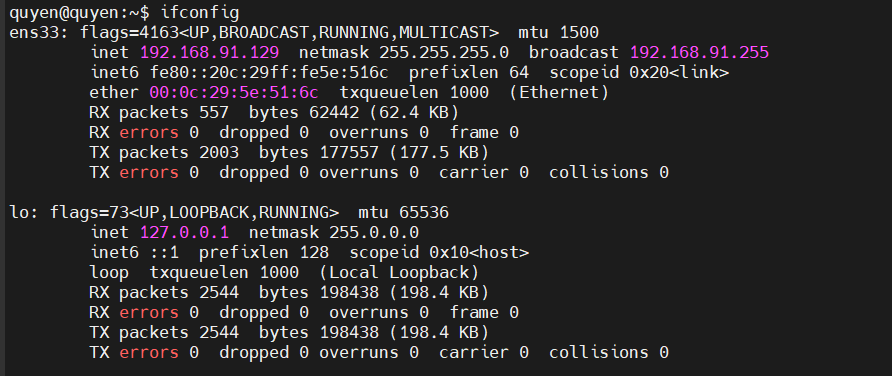 quyen@quyen:~$ ifconfig
ens33: flags=4163<UP,BROADCAST,RUNNING,MULTICAST>  mtu 1500
        inet 192.168.91.129  netmask 255.255.255.0  broadcast 192.168.91.255
        inet6 fe80::20c:29ff:fe5e:516c  prefixlen 64  scopeid 0x20<link>
        ether 00:0c:29:5e:51:6c  txqueuelen 1000  (Ethernet)
        RX packets 557  bytes 62442 (62.4 KB)
        RX errors 0  dropped 0  overruns 0  frame 0
        TX packets 2003  bytes 177557 (177.5 KB)
        TX errors 0  dropped 0 overruns 0  carrier 0  collisions 0

lo: flags=73<UP,LOOPBACK,RUNNING>  mtu 65536
        inet 127.0.0.1  netmask 255.0.0.0
        inet6 ::1  prefixlen 128  scopeid 0x10<host>
        loop  txqueuelen 1000  (Local Loopback)
        RX packets 2544  bytes 198438 (198.4 KB)
        RX errors 0  dropped 0  overruns 0  frame 0
        TX packets 2544  bytes 198438 (198.4 KB)
        TX errors 0  dropped 0 overruns 0  carrier 0  collisions 0